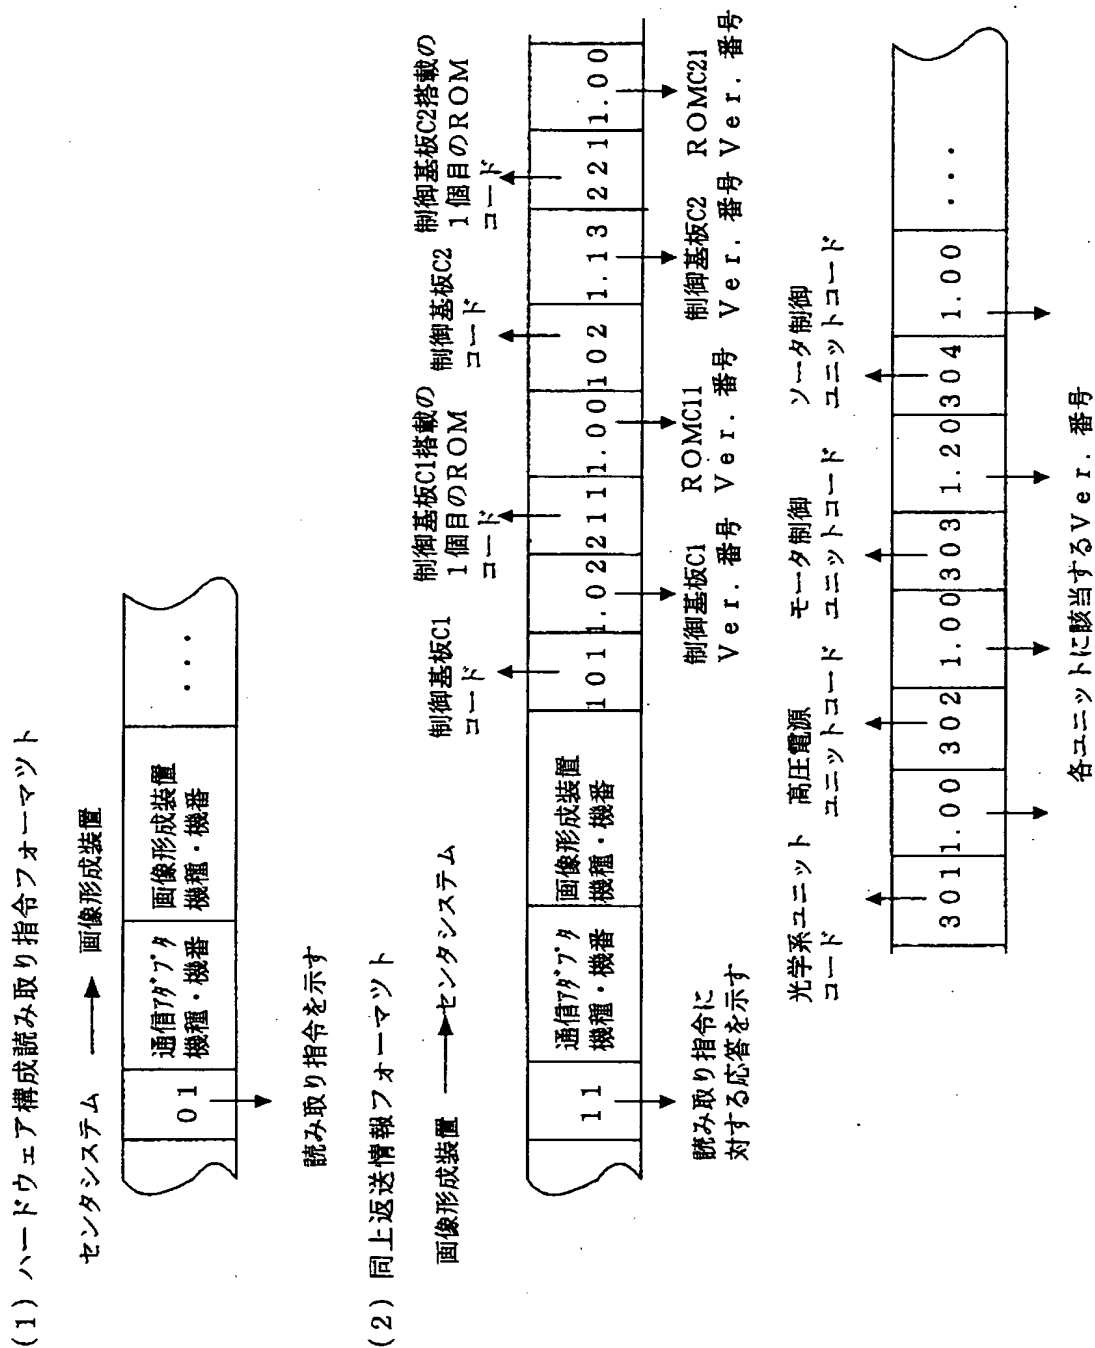 (1) ハードウェア構成読み取り指令フォーマツト
センタシステム → 画像形成装置
01
通信アダプタ
機種・機番
画像形成装置
機種・機番
・・・
読み取り指令を示す
(2) 同上返送情報フォーマツト
画像形成装置 → センタシステム
制御基板C1
コード
制御基板C1搭載の
1個目のROM
コード
制御基板C2
コード
制御基板C2搭載の
1個目のROM
コード
11
通信アダプタ
機種・機番
画像形成装置
機種・機番
101
1.02
211
1.00
102
1.13
221
1.00
読み取り指令に
対する応答を示す
制御基板C1
Ver. 番号
ROMC11
Ver. 番号
制御基板C2
Ver. 番号
ROMC21
Ver. 番号
光学系ユニット
コード
高圧電源
ユニットコード
モータ制御
ユニットコード
ソータ制御
ユニットコード
301
1.00
302
1.00
303
1.20
304
1.00
・・・
各ユニットに該当するVer. 番号